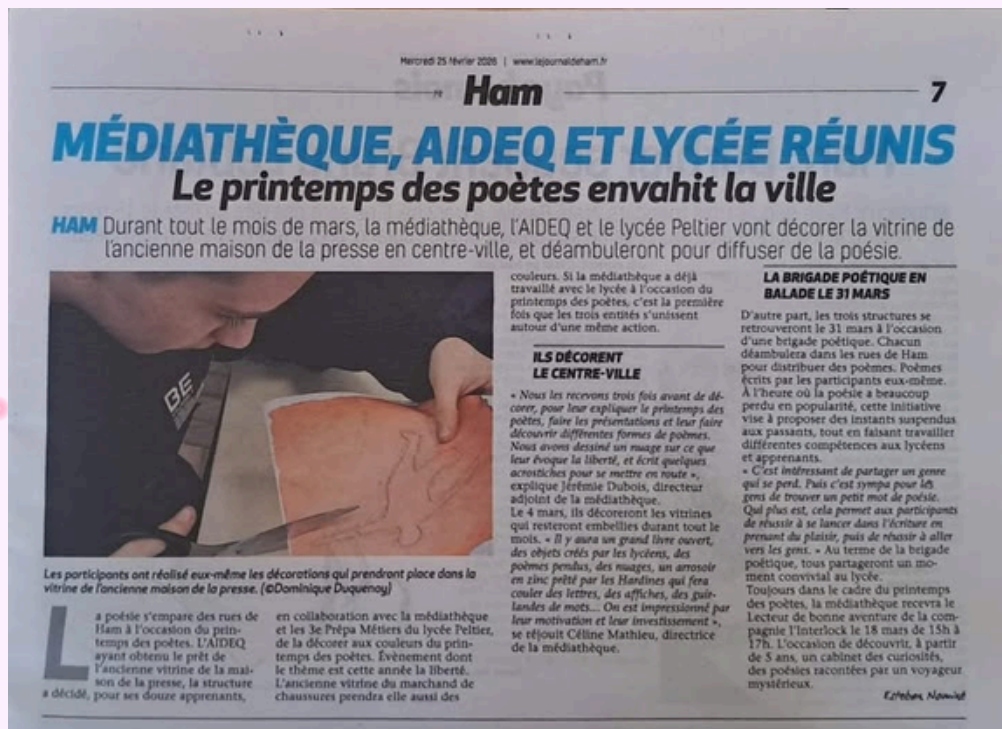 Mercredi 25 février 2026 | www.lejournaldeham.fr
Ham
7
MÉDIATHÈQUE, AIDEQ ET LYCÉE RÉUNIS
Le printemps des poètes envahit la ville
HAM Durant tout le mois de mars, la médiathèque, l'AIDEQ et le lycée Peltier vont décorer la vitrine de
l'ancienne maison de la presse en centre-ville, et déambuleront pour diffuser de la poésie.
BE
Les participants ont réalisé eux-même les décorations qui prendront place dans la
vitrine de l'ancienne maison de la presse. (©Dominique Duquenoy)
La poésie s'empare des rues de
Ham à l'occasion du prin-
temps des poètes. L'AIDEQ
ayant obtenu le prêt de
l'ancienne vitrine de la mai-
son de la presse, la structure
a décidé, pour ses douze apprenants,
en collaboration avec la médiathèque
et les 3e Prépa Métiers du lycée Peltier,
de la décorer aux couleurs du prin-
temps des poètes. Évènement dont
le thème est cette année la liberté.
L'ancienne vitrine du marchand de
chaussures prendra elle aussi des
couleurs. Si la médiathèque a déjà
travaillé avec le lycée à l'occasion du
printemps des poètes, c'est la première
fois que les trois entités s'unissent
autour d'une même action.
ILS DÉCORENT
LE CENTRE-VILLE
« Nous les recevons trois fois avant de dé-
corer, pour leur expliquer le printemps des
poètes, faire les présentations et leur faire
découvrir différentes formes de poèmes.
Nous avons dessiné un nuage sur ce que
leur évoque la liberté, et écrit quelques
acrostiches pour se mettre en route »,
explique Jérémie Dubois, directeur
adjoint de la médiathèque.
Le 4 mars, ils décoreront les vitrines
qui resteront embellies durant tout le
mois. « Il y aura un grand livre ouvert,
des objets créés par les lycéens, des
poèmes pendus, des nuages, un arrosoir
en zinc prêté par les Hardines qui fera
couler des lettres, des affiches, des guir-
landes de mots... On est impressionné par
leur motivation et leur investissement »,
se réjouit Céline Mathieu, directrice
de la médiathèque.
LA BRIGADE POÉTIQUE EN
BALADE LE 31 MARS
D'autre part, les trois structures se
retrouveront le 31 mars à l'occasion
d'une brigade poétique. Chacun
déambulera dans les rues de Ham
pour distribuer des poèmes. Poèmes
écrits par les participants eux-même.
À l'heure où la poésie a beaucoup
perdu en popularité, cette initiative
vise à proposer des instants suspendus
aux passants, tout en faisant travailler
différentes compétences aux lycéens
et apprenants.
« C'est intéressant de partager un genre
qui se perd. Puis c'est sympa pour les
gens de trouver un petit mot de poésie.
Qui plus est, cela permet aux participants
de réussir à se lancer dans l'écriture en
prenant du plaisir, puis de réussir à aller
vers les gens. » Au terme de la brigade
poétique, tous partageront un mo-
ment convivial au lycée.
Toujours dans le cadre du printemps
des poètes, la médiathèque recevra le
Lecteur de bonne aventure de la com-
pagnie l'Interlock le 18 mars de 15h à
17h. L'occasion de découvrir, à partir
de 5 ans, un cabinet des curiosités,
des poésies racontées par un voyageur
mystérieux.